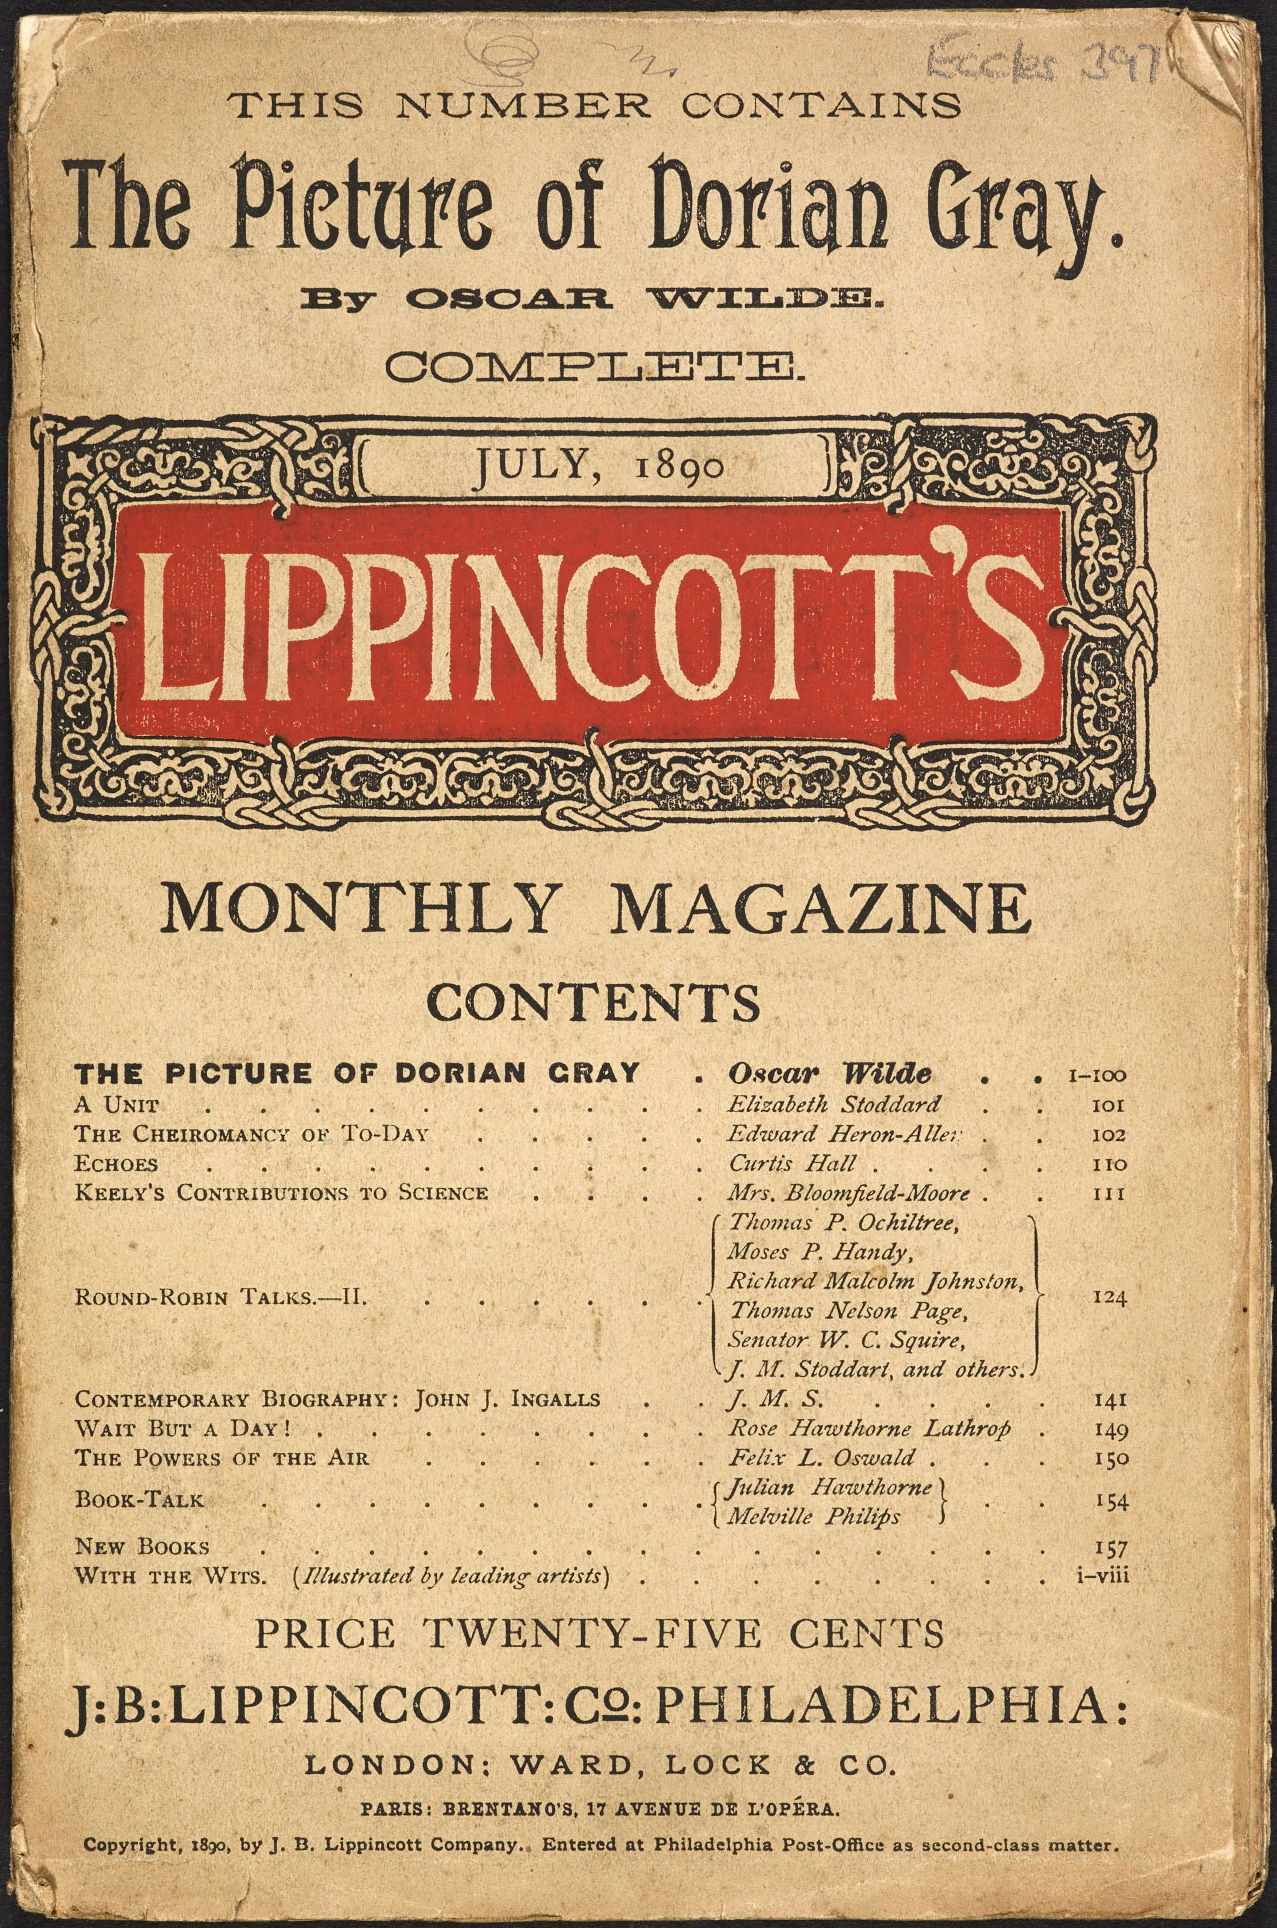 Eccles 397
THIS NUMBER CONTAINS
The Picture of Dorian Gray.
By OSCAR WILDE.
COMPLETE.
JULY, 1890
LIPPINCOTT'S
MONTHLY MAGAZINE
CONTENTS
THE PICTURE OF DORIAN GRAY . Oscar Wilde . . 1–100
A UNIT . . . . . . . . . . Elizabeth Stoddard . . 101
THE CHEIROMANCY OF TO-DAY . . . . . Edward Heron-Allen . . 102
ECHOES . . . . . . . . . . Curtis Hall . . . . 110
KEELY'S CONTRIBUTIONS TO SCIENCE . . . . Mrs. Bloomfield-Moore . . 111
Thomas P. Ochiltree,
Moses P. Handy,
Richard Malcolm Johnston,
ROUND-ROBIN TALKS.—II. . . . . . . Thomas Nelson Page, 124
Senator W. C. Squire,
J. M. Stoddart, and others.
CONTEMPORARY BIOGRAPHY: JOHN J. INGALLS . . J. M. S. . . . . 141
WAIT BUT A DAY! . . . . . . . . Rose Hawthorne Lathrop . 149
THE POWERS OF THE AIR . . . . . . Felix L. Oswald . . . 150
Julian Hawthorne
BOOK-TALK . . . . . . . . . . . 154
Melville Philips
NEW BOOKS . . . . . . . . . . . . . . . 157
WITH THE WITS. (Illustrated by leading artists) . . . . . . . . i–viii
PRICE TWENTY-FIVE CENTS
J:B:LIPPINCOTT:Co:PHILADELPHIA:
LONDON: WARD, LOCK & CO.
PARIS: BRENTANO'S, 17 AVENUE DE L'OPÉRA.
Copyright, 1890, by J. B. Lippincott Company. Entered at Philadelphia Post-Office as second-class matter.